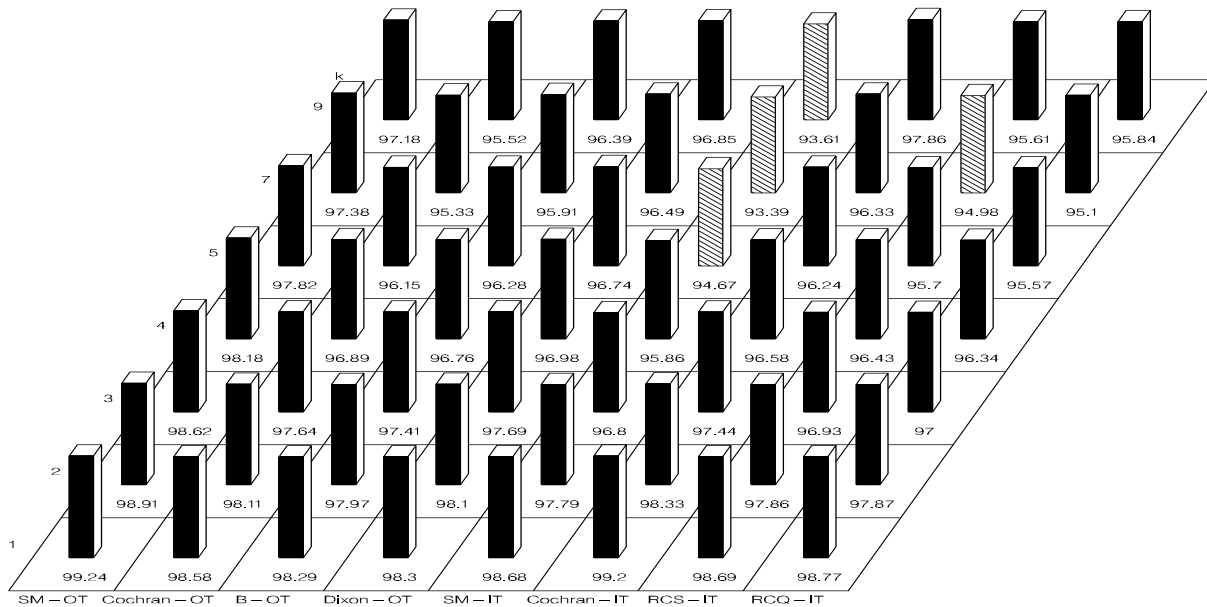 k
9
97.18 95.52 96.39 96.85 93.61 97.86 95.61 95.84
7
97.38 95.33 95.91 96.49 93.39 96.33 94.98 95.1
5
97.82 96.15 96.28 96.74 94.67 96.24 95.7 95.57
4
98.18 96.89 96.76 96.98 95.86 96.58 96.43 96.34
3
98.62 97.64 97.41 97.69 96.8 97.44 96.93 97
2
98.91 98.11 97.97 98.1 97.79 98.33 97.86 97.87
1
99.24 98.58 98.29 98.3 98.68 99.2 98.69 98.77
SM – OT Cochran – OT B – OT Dixon – OT SM – IT Cochran – IT RCS – IT RCQ – IT